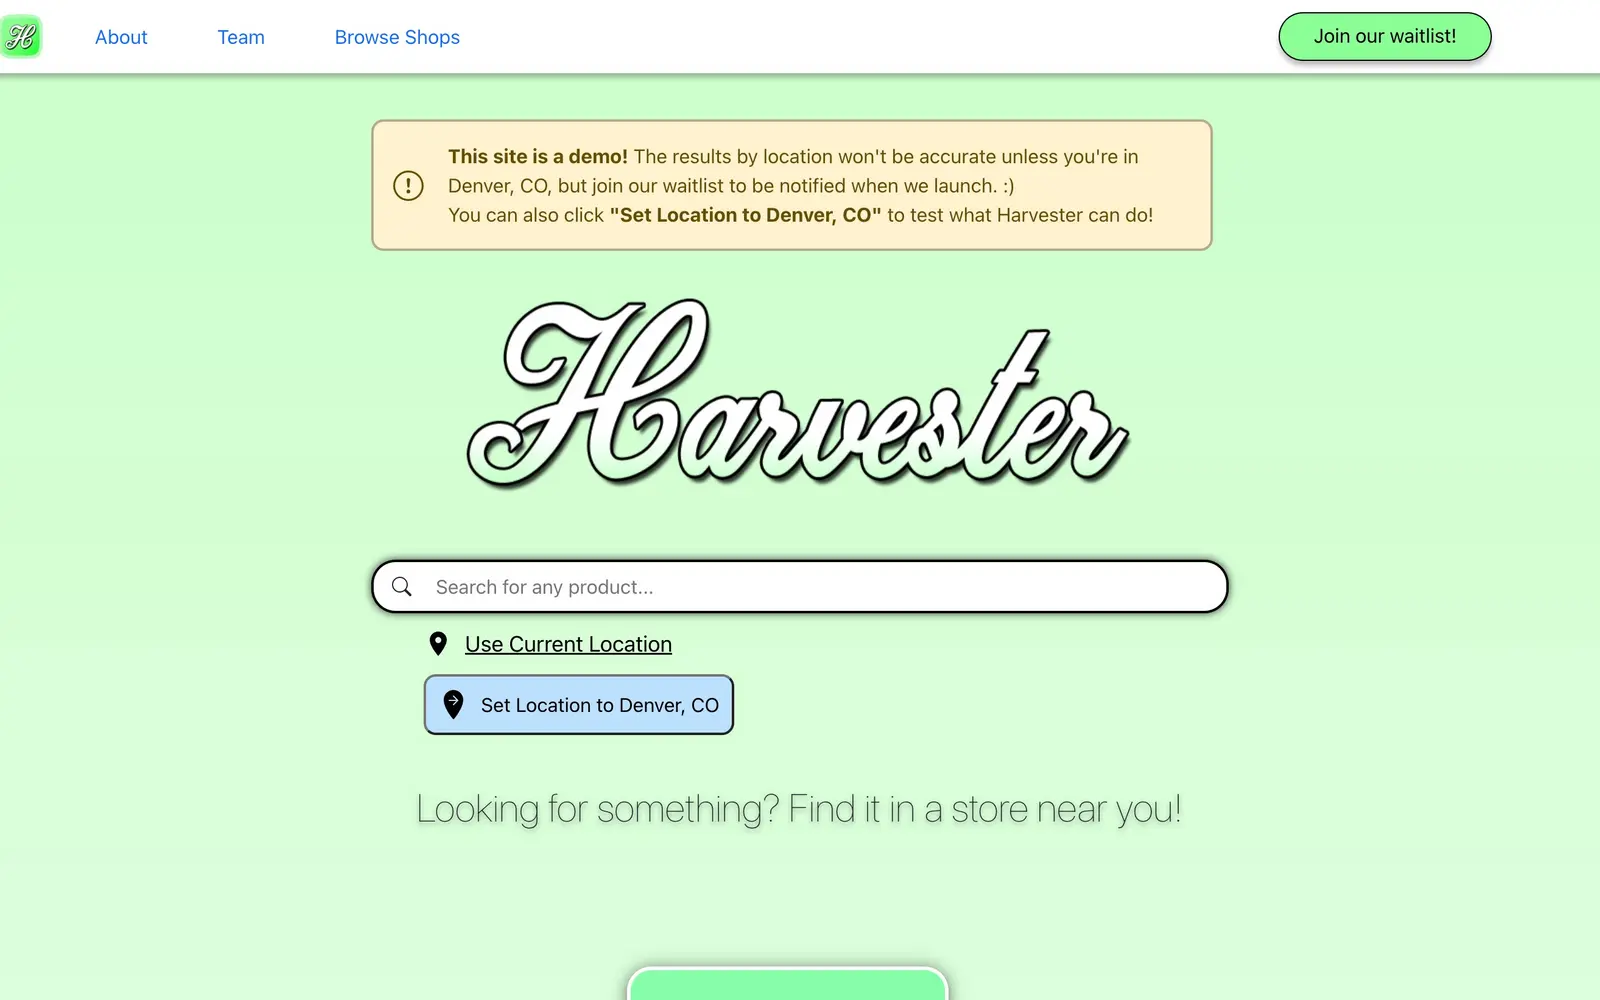 H
About
Team
Browse Shops
Join our waitlist!
This site is a demo! The results by location won't be accurate unless you're in
Denver, CO, but join our waitlist to be notified when we launch. :)
You can also click "Set Location to Denver, CO" to test what Harvester can do!
Harvester
Search for any product...
Use Current Location
Set Location to Denver, CO
Looking for something? Find it in a store near you!